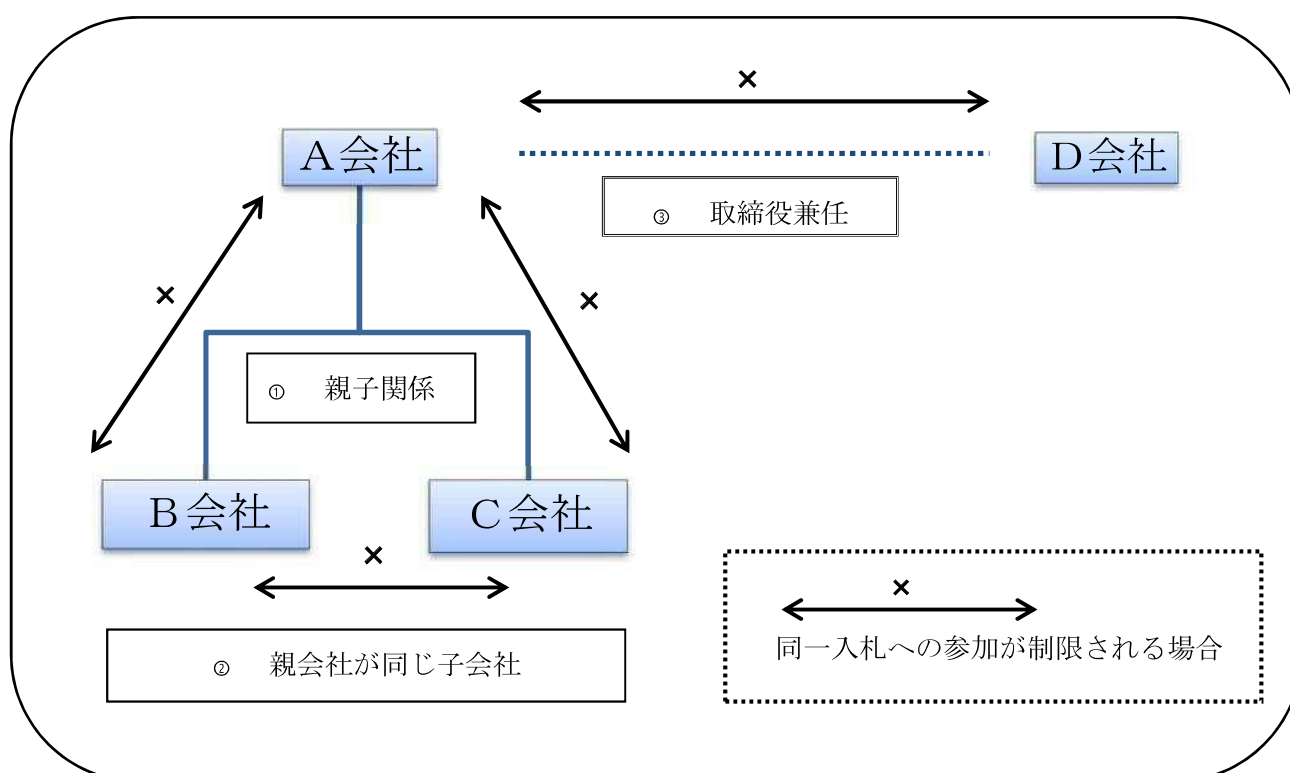 ×
Ａ会社
Ｄ会社
③ 取締役兼任
×
×
① 親子関係
Ｂ会社
Ｃ会社
×
② 親会社が同じ子会社
×
同一入札への参加が制限される場合